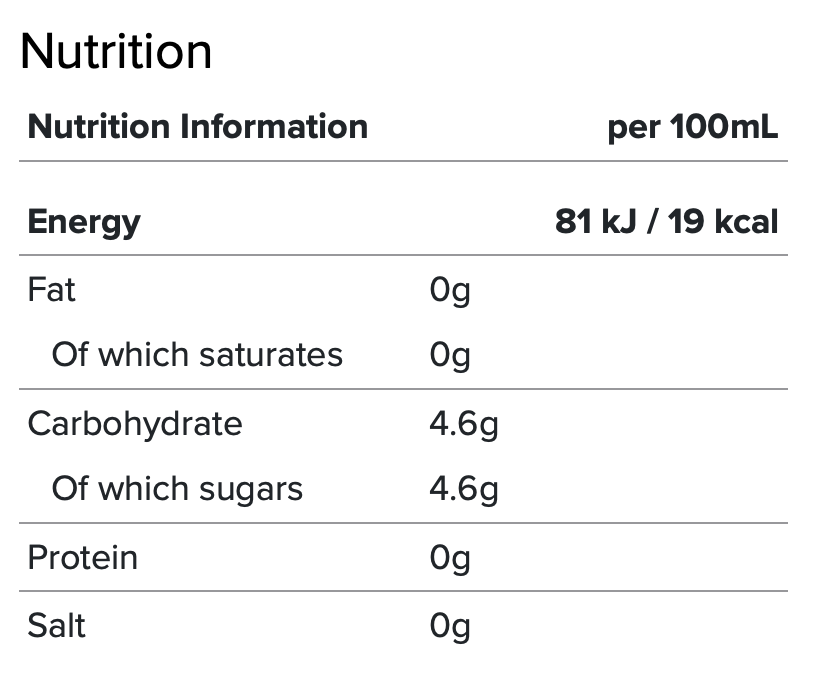 Nutrition
Nutrition Information per 100mL
Energy 81 kJ / 19 kcal
Fat 0g
Of which saturates 0g
Carbohydrate 4.6g
Of which sugars 4.6g
Protein 0g
Salt 0g